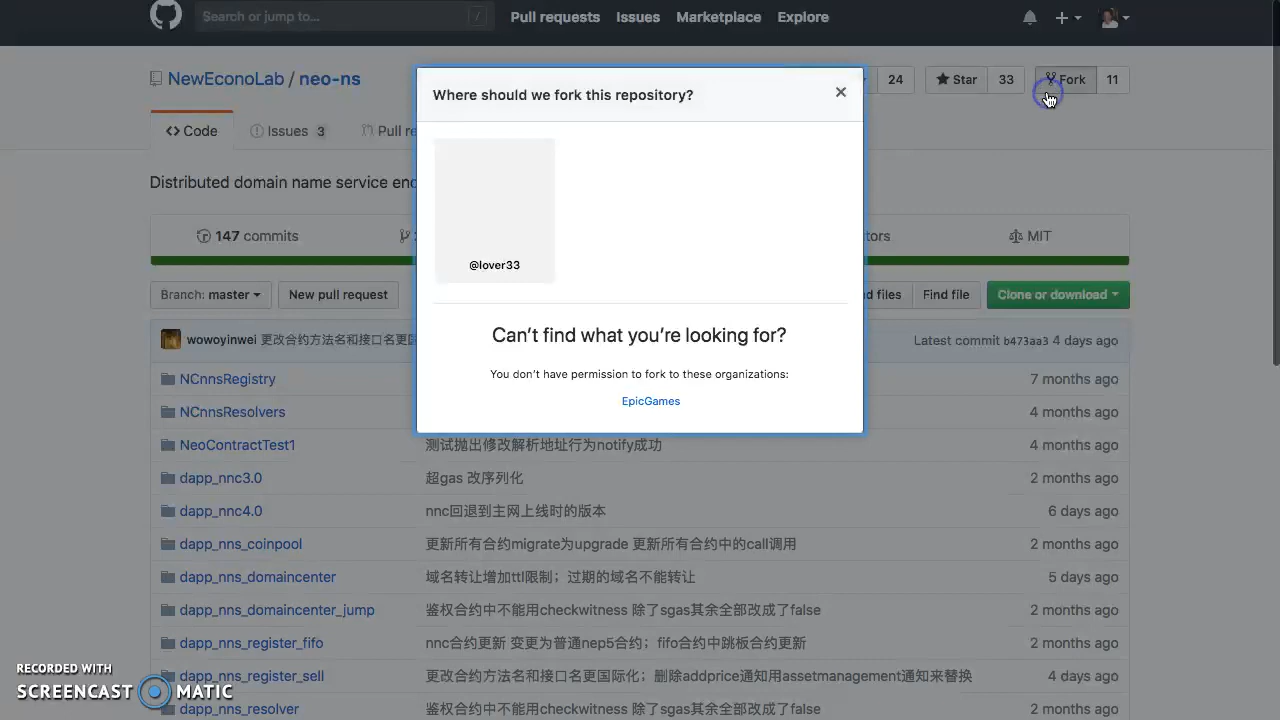 Search or jump to... / Pull requests Issues Marketplace Explore
NewEconoLab / neo-ns 24 Star 33 Fork 11
Where should we fork this repository? ×
Code Issues 3 Pull re
Distributed domain name service enc
@lover33
147 commits tors MIT
Branch: master New pull request d files Find file Clone or download
Can't find what you're looking for?
wowoyinwei 更改合约方法名和接口名更国 Latest commit b473aa3 4 days ago
You don't have permission to fork to these organizations:
EpicGames
NCnnsRegistry 7 months ago
NCnnsResolvers 4 months ago
NeoContractTest1 测试抛出修改解析地址行为notify成功 4 months ago
dapp_nnc3.0 超gas 改序列化 2 months ago
dapp_nnc4.0 nnc回退到主网上线时的版本 6 days ago
dapp_nns_coinpool 更新所有合约migrate为upgrade 更新所有合约中的call调用 2 months ago
dapp_nns_domaincenter 域名转让增加ttl限制；过期的域名不能转让 5 days ago
dapp_nns_domaincenter_jump 鉴权合约中不能用checkwitness 除了sgas其余全部改成了false 2 months ago
dapp_nns_register_fifo nnc合约更新 变更为普通nep5合约；fifo合约中跳板合约更新 2 months ago
dapp_nns_register_sell 更改合约方法名和接口名更国际化；删除addprice通知用assetmanagement通知来替换 4 days ago
dapp_nns_resolver 鉴权合约中不能用checkwitness 除了sgas其余全部改成了false 2 months ago
RECORDED WITH
SCREENCAST MATIC